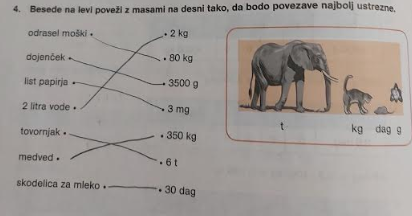 4. Besede na levi poveži z masami na desni tako, da bodo povezave najbolj ustrezne.
odrasel moški
2 kg
dojenček
80 kg
list papirja
3500 g
2 litra vode
3 mg
tovornjak
350 kg
medved
6 t
skodelica za mleko
30 dag
t kg dag g